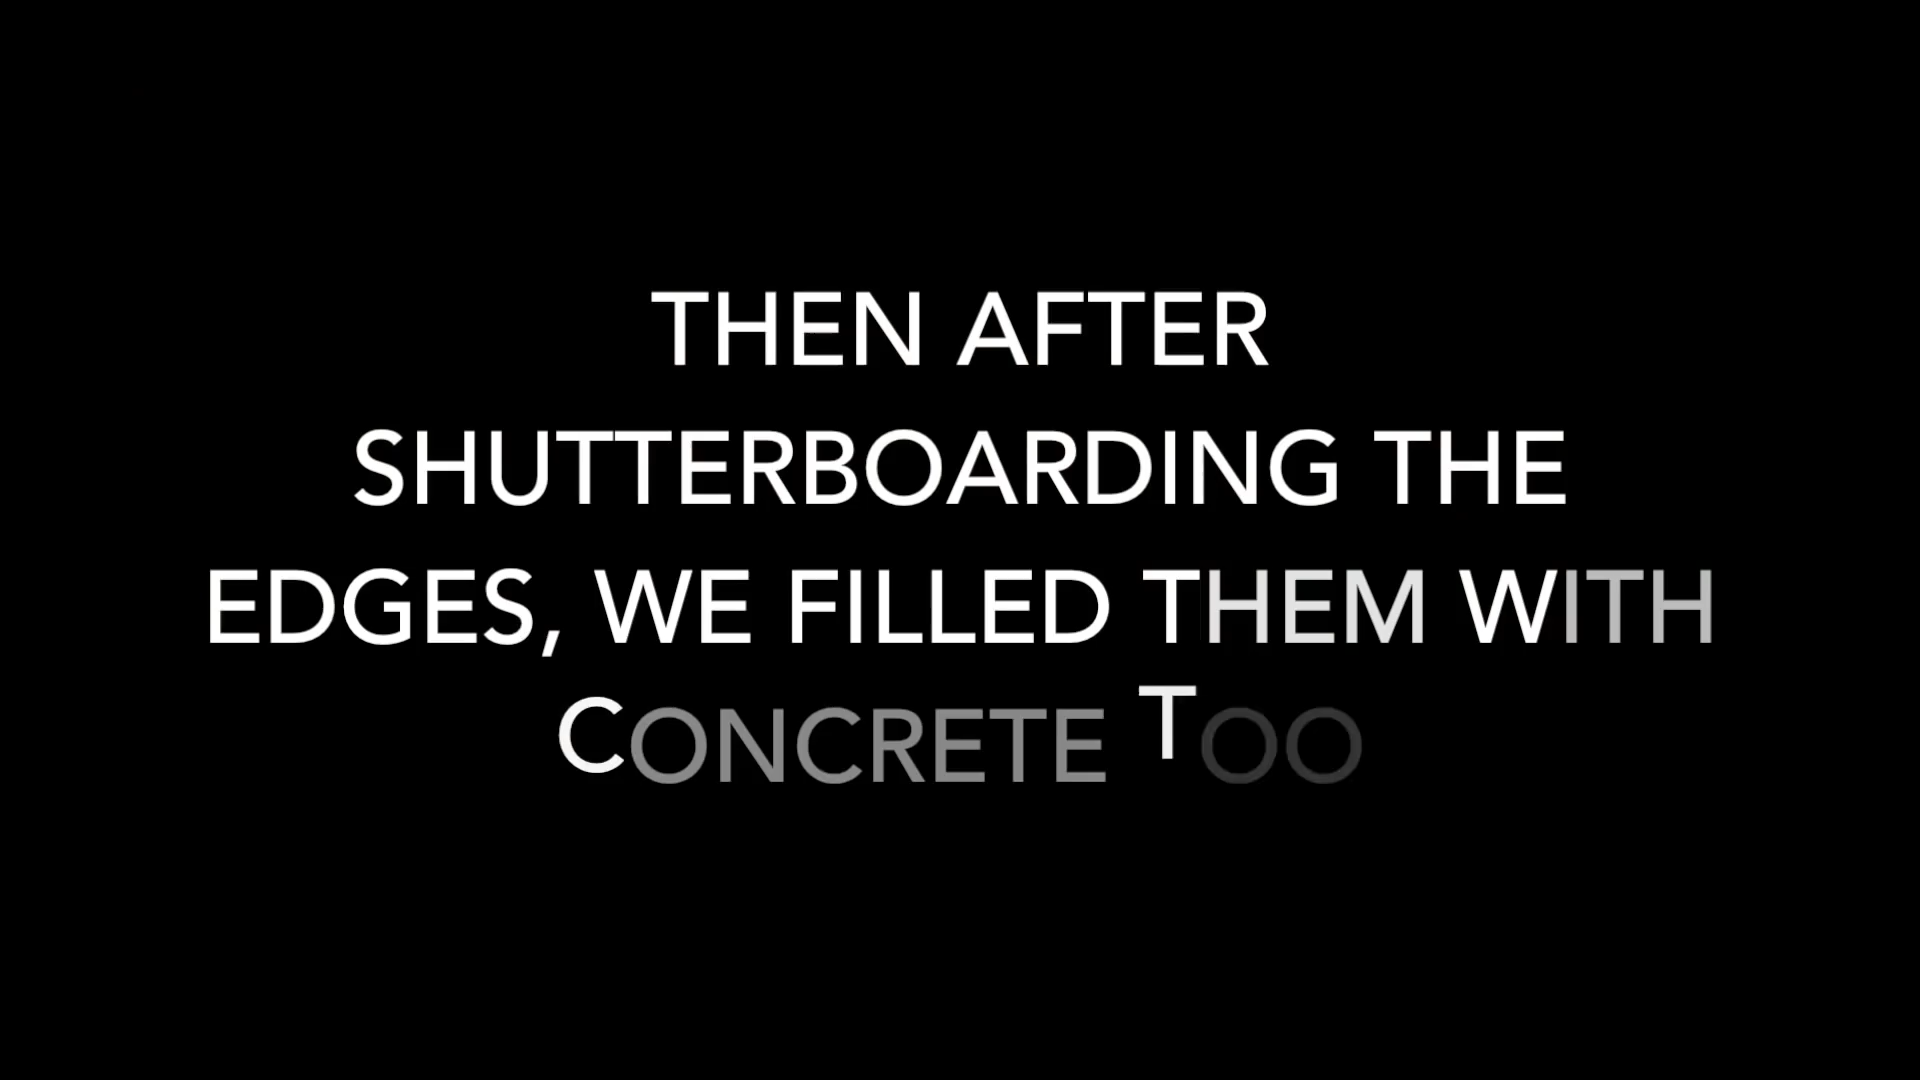 THEN AFTER
SHUTTERBOARDING THE
EDGES, WE FILLED THEM WITH
CONCRETE TOO